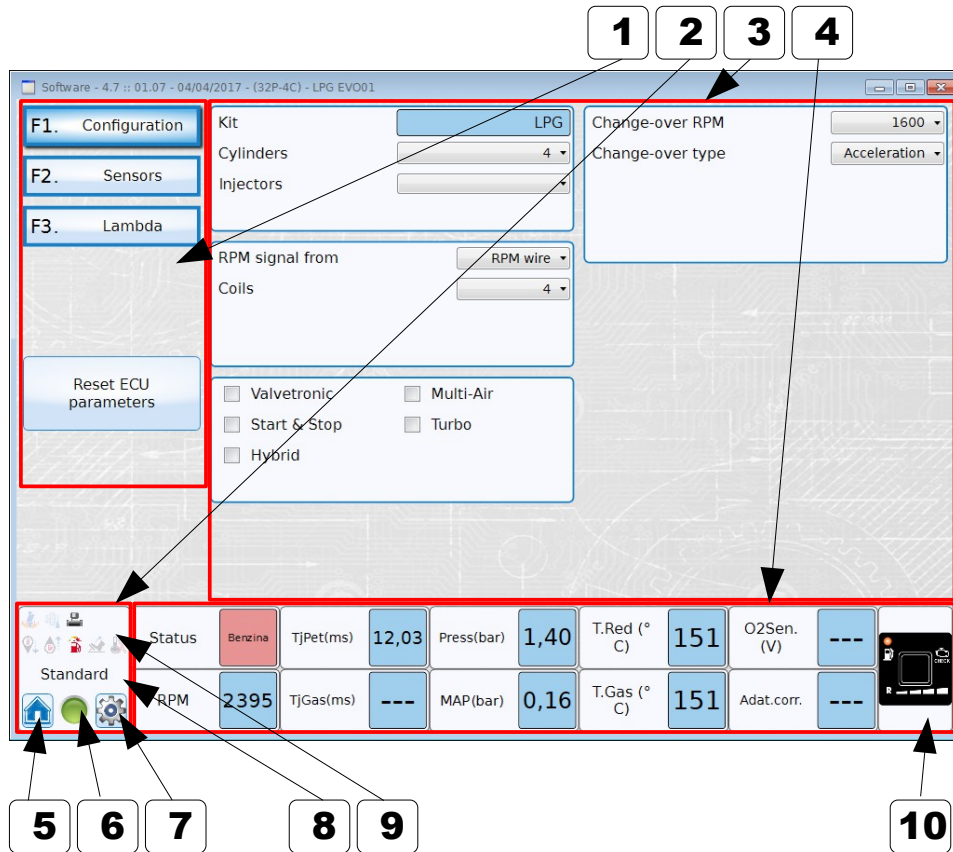 1 2 3 4
Software - 4.7 :: 01.07 - 04/04/2017 - (32P-4C) - LPG EVO01
F1. Configuration
F2. Sensors
F3. Lambda
Reset ECU
parameters
Kit LPG
Cylinders 4
Injectors
Change-over RPM 1600
Change-over type Acceleration
RPM signal from RPM wire
Coils 4
Valvetronic Multi-Air
Start & Stop Turbo
Hybrid
Standard
Status Benzina TjPet(ms) 12,03 Press(bar) 1,40 T.Red (°
C) 151 O2Sen.
(V) ---
RPM 2395 TjGas(ms) --- MAP(bar) 0,16 T.Gas (°
C) 151 Adat.corr. ---
CHECK
R
5 6 7 8 9 10